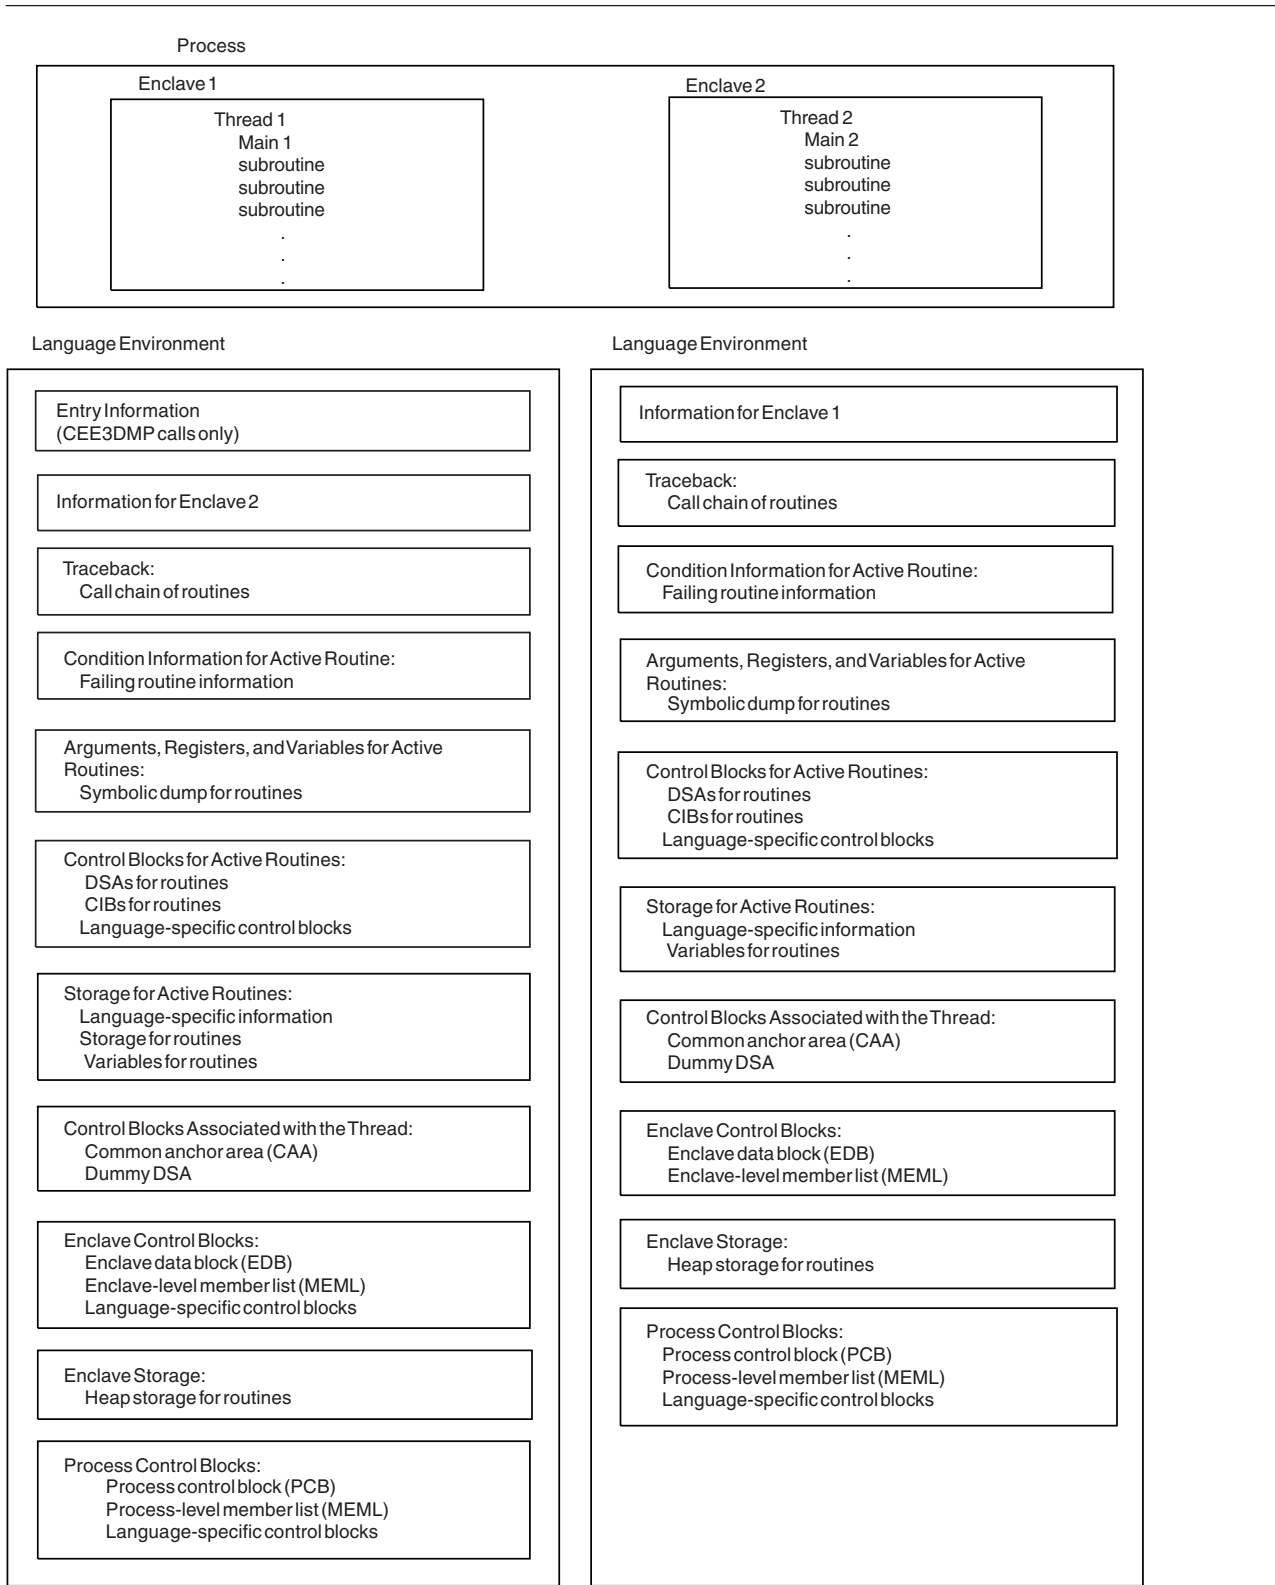 Process
Enclave 1
Thread 1
Main 1
subroutine
subroutine
subroutine
.
.
.
Enclave 2
Thread 2
Main 2
subroutine
subroutine
subroutine
.
.
.
Language Environment
Entry Information
(CEE3DMP calls only)
Information for Enclave 2
Traceback:
Call chain of routines
Condition Information for Active Routine:
Failing routine information
Arguments, Registers, and Variables for Active
Routines:
Symbolic dump for routines
Control Blocks for Active Routines:
DSAs for routines
CIBs for routines
Language-specific control blocks
Storage for Active Routines:
Language-specific information
Storage for routines
Variables for routines
Control Blocks Associated with the Thread:
Common anchor area (CAA)
Dummy DSA
Enclave Control Blocks:
Enclave data block (EDB)
Enclave-level member list (MEML)
Language-specific control blocks
Enclave Storage:
Heap storage for routines
Process Control Blocks:
Process control block (PCB)
Process-level member list (MEML)
Language-specific control blocks
Language Environment
Information for Enclave 1
Traceback:
Call chain of routines
Condition Information for Active Routine:
Failing routine information
Arguments, Registers, and Variables for Active
Routines:
Symbolic dump for routines
Control Blocks for Active Routines:
DSAs for routines
CIBs for routines
Language-specific control blocks
Storage for Active Routines:
Language-specific information
Variables for routines
Control Blocks Associated with the Thread:
Common anchor area (CAA)
Dummy DSA
Enclave Control Blocks:
Enclave data block (EDB)
Enclave-level member list (MEML)
Enclave Storage:
Heap storage for routines
Process Control Blocks:
Process control block (PCB)
Process-level member list (MEML)
Language-specific control blocks